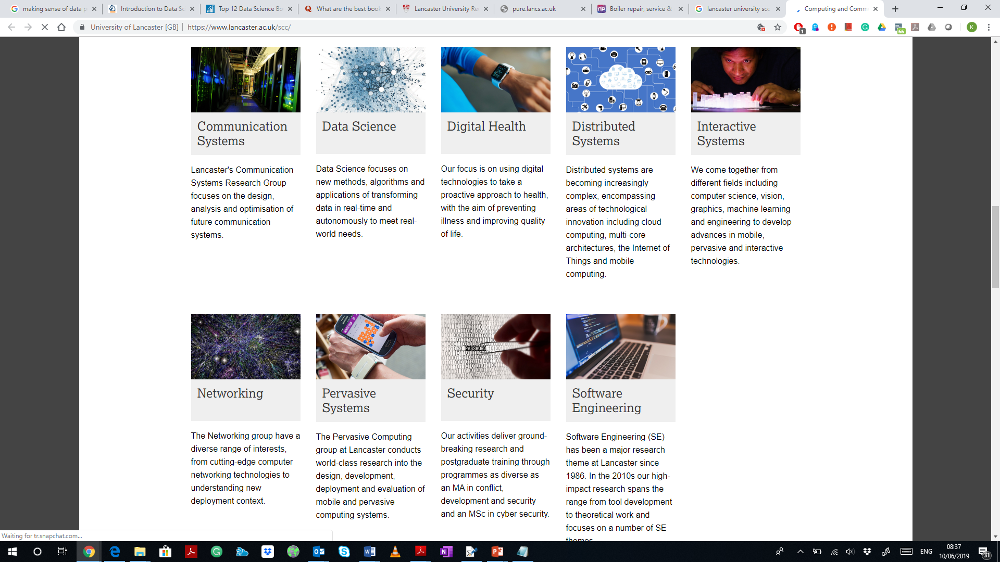 making sense of data p
Introduction to Data Sc
Top 12 Data Science Bo
What are the best book
Lancaster University Re
pure.lancs.ac.uk
Boiler repair, service &
lancaster university scc
Computing and Comm
University of Lancaster [GB] | https://www.lancaster.ac.uk/scc/
1
66
K
Communication
Systems
Lancaster's Communication
Systems Research Group
focuses on the design,
analysis and optimisation of
future communication
systems.
Data Science
Data Science focuses on
new methods, algorithms and
applications of transforming
data in real-time and
autonomously to meet real-
world needs.
Digital Health
Our focus is on using digital
technologies to take a
proactive approach to health,
with the aim of preventing
illness and improving quality
of life.
Distributed
Systems
Distributed systems are
becoming increasingly
complex, encompassing
areas of technological
innovation including cloud
computing, multi-core
architectures, the Internet of
Things and mobile
computing.
Interactive
Systems
We come together from
different fields including
computer science, vision,
graphics, machine learning
and engineering to develop
advances in mobile,
pervasive and interactive
technologies.
Networking
The Networking group have a
diverse range of interests,
from cutting-edge computer
networking technologies to
understanding new
deployment context.
Pervasive
Systems
The Pervasive Computing
group at Lancaster conducts
world-class research into the
design, development,
deployment and evaluation of
mobile and pervasive
computing systems.
PASSWORD
Security
Our activities deliver ground-
breaking research and
postgraduate training through
programmes as diverse as
an MA in conflict,
development and security
and an MSc in cyber security.
Software
Engineering
Software Engineering (SE)
has been a major research
theme at Lancaster since
1986. In the 2010s our high-
impact research spans the
range from tool development
to theoretical work and
focuses on a number of SE
themes
Waiting for tr.snapchat.com...
ENG
08:37
10/06/2019
31